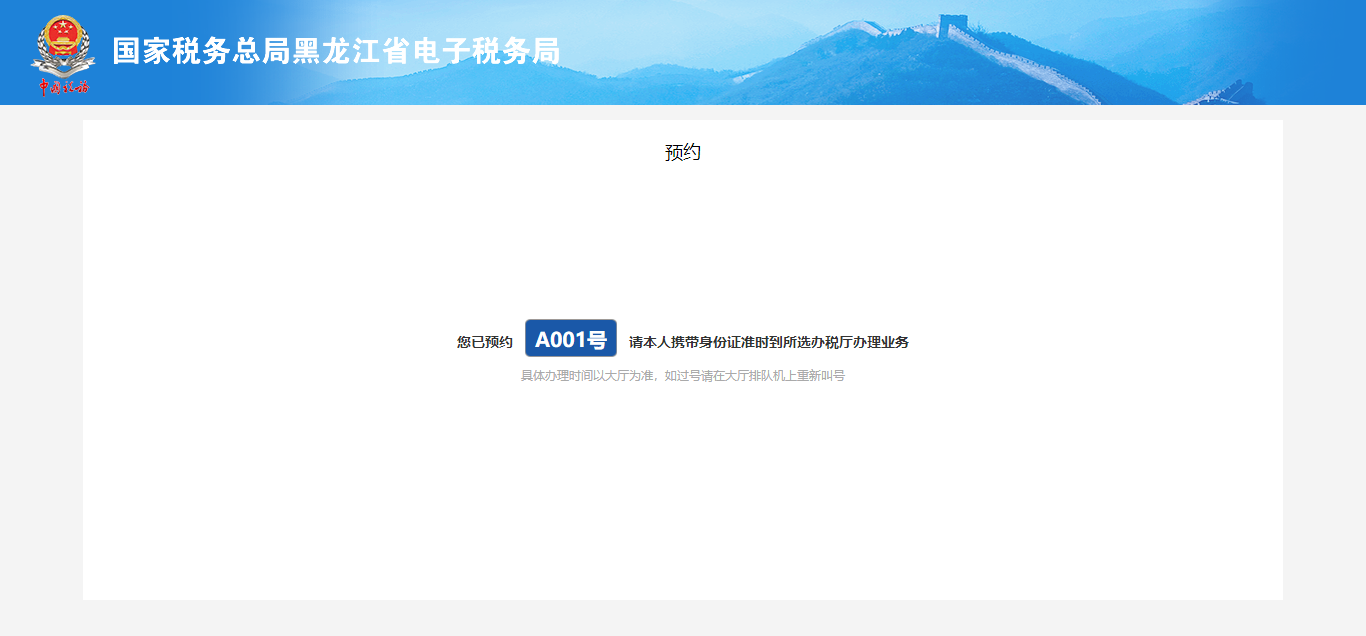 国家税务总局黑龙江省电子税务局
中国税务
预约
您已预约 A001号 请本人携带身份证准时到所选办税厅办理业务
具体办理时间以大厅为准，如过号请在大厅排队机上重新叫号